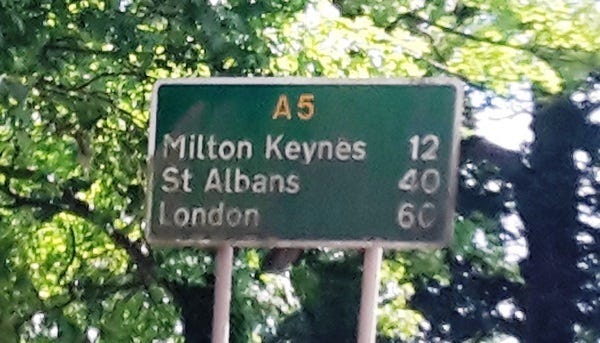 A5
Milton Keynes 12
St Albans 40
London 60